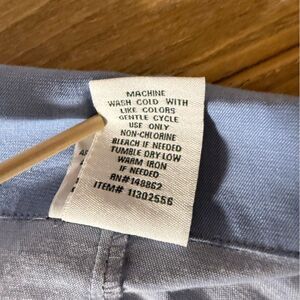 MACHINE
WASH COLD WITH
LIKE COLORS
GENTLE CYCLE
USE ONLY
NON-CHLORINE
BLEACH IF NEEDED
TUMBLE DRY LOW
WARM IRON
IF NEEDED
RN#148862
ITEM# 11302556